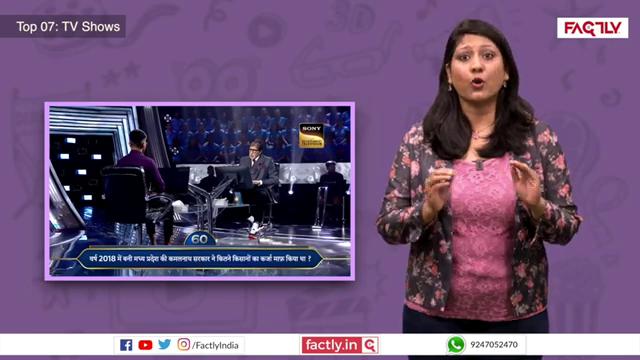 Top 07: TV Shows
FACTLY
SONY
60
वर्ष 2018 में बनी मध्य प्रदेश की कमलनाथ सरकार ने कितने किसानों का कर्जा माफ़ किया था ?
/FactlyIndia
factly.in
9247052470